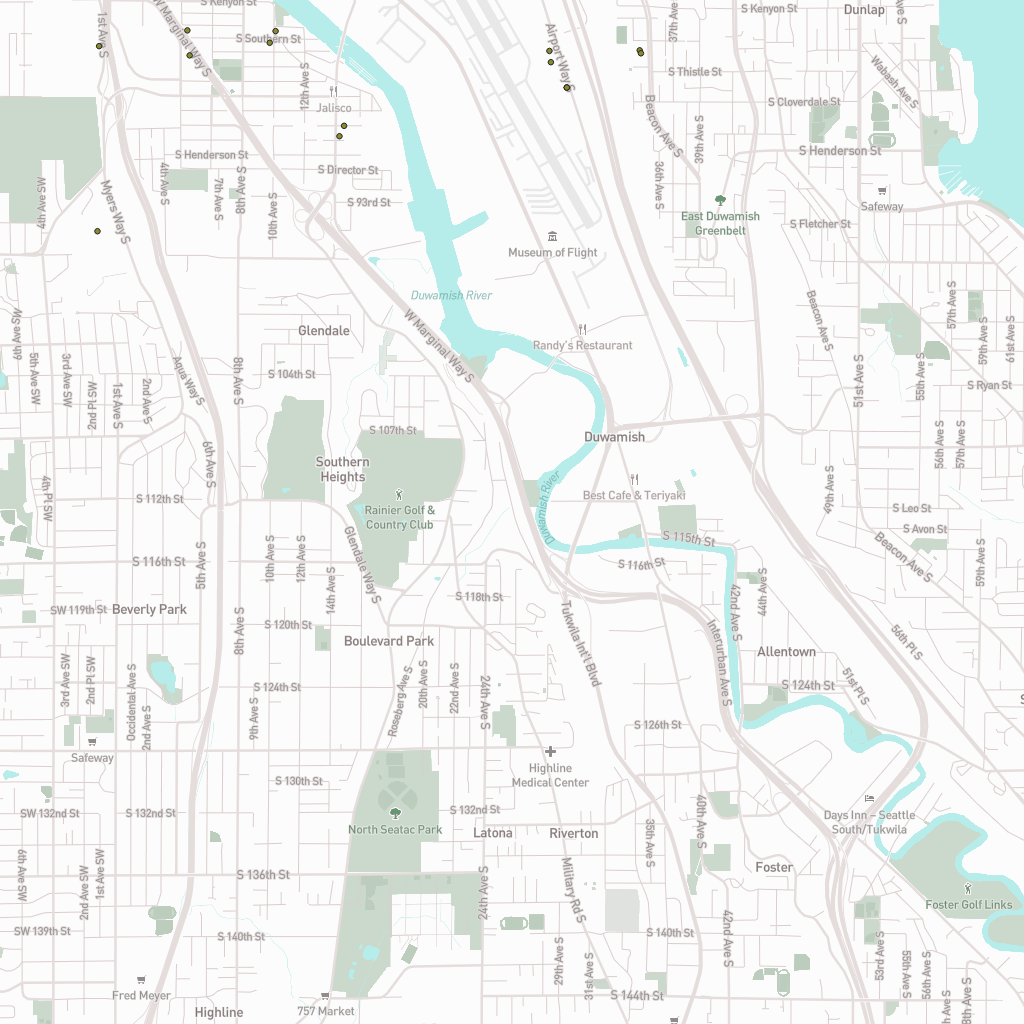 S Kenyon St
W Marginal Way S
1st Ave S
S Southern St
12th Ave S
Jalisco
Airport Way S
37th Ave S
S Kenyon St
Dunlap
Ave S
S Thistle St
Wabash Ave S
S Cloverdale St
Beacon Ave S
39th Ave S
S Henderson St
S Henderson St
S Director St
4th Ave S
7th Ave S
8th Ave S
10th Ave S
36th Ave S
4th Ave SW
Myers Way S
S 93rd St
Safeway
East Duwamish
Greenbelt
S Fletcher St
Museum of Flight
Duwamish River
W Marginal Way S
Beacon Ave S
57th Ave S
59th Ave S
61st Ave S
6th Ave SW
Glendale
Randy's Restaurant
5th Ave SW
3rd Ave SW
2nd Pl SW
1st Ave S
2nd Ave S
Aqua Way S
8th Ave S
S 104th St
51st Ave S
55th Ave S
S Ryan St
S 107th St
Duwamish
56th Ave S
57th Ave S
6th Ave S
Southern
Heights
4th Pl SW
S 112th St
Rainier Golf &
Country Club
Best Cafe & Teriyaki
Duwamish River
49th Ave S
S Leo St
S Avon St
Glendale Way S
S 115th St
Beacon Ave S
S 116th St
5th Ave S
10th Ave S
12th Ave S
14th Ave S
S 116th St
59th Ave S
42nd Ave S
44th Ave S
SW 119th St
Beverly Park
S 118th St
Tukwila Int'l Blvd
8th Ave S
S 120th St
Boulevard Park
Interurban Ave S
56th Pl S
Allentown
3rd Ave SW
2nd Pl SW
Occidental Ave S
2nd Ave S
S 124th St
Roseberg Ave S
20th Ave S
22nd Ave S
24th Ave S
S 124th St
51st Pl S
9th Ave S
S 126th St
Safeway
Highline
Medical Center
S 130th St
SW 132nd St
S 132nd St
North Seatac Park
S 132nd St
Latona
Riverton
35th Ave S
40th Ave S
Days Inn – Seattle
South/Tukwila
6th Ave SW
2nd Ave SW
1st Ave SW
S 136th St
24th Ave S
Military Rd S
Foster
Foster Golf Links
SW 139th St
S 140th St
S 140th St
42nd Ave S
29th Ave S
31st Ave S
53rd Ave S
55th Ave S
56th Ave S
Fred Meyer
Highline
757 Market
S 144th St